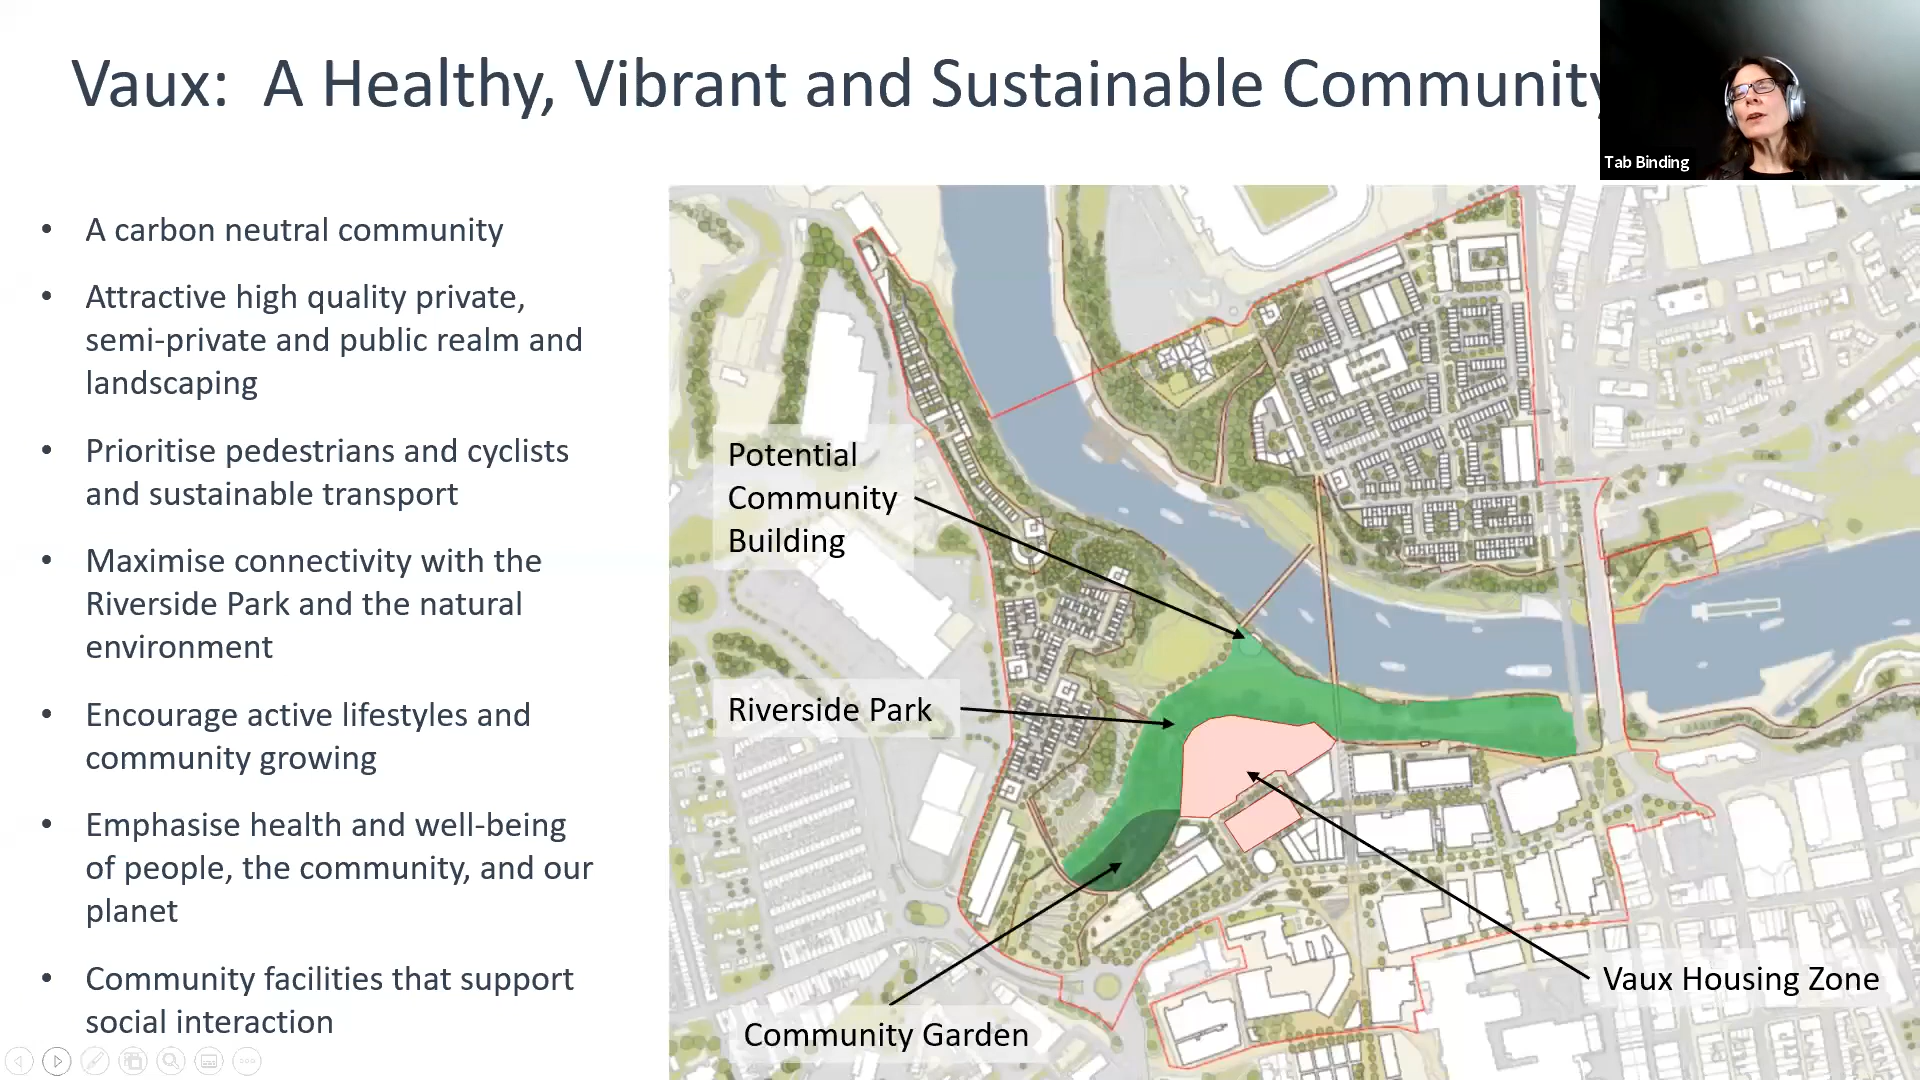 Vaux:  A Healthy, Vibrant and Sustainable Community
Tab Binding
• A carbon neutral community
• Attractive high quality private,
semi-private and public realm and
landscaping
• Prioritise pedestrians and cyclists
and sustainable transport
• Maximise connectivity with the
Riverside Park and the natural
environment
• Encourage active lifestyles and
community growing
• Emphasise health and well-being
of people, the community, and our
planet
• Community facilities that support
social interaction
Potential
Community
Building
Riverside Park
Vaux Housing Zone
Community Garden